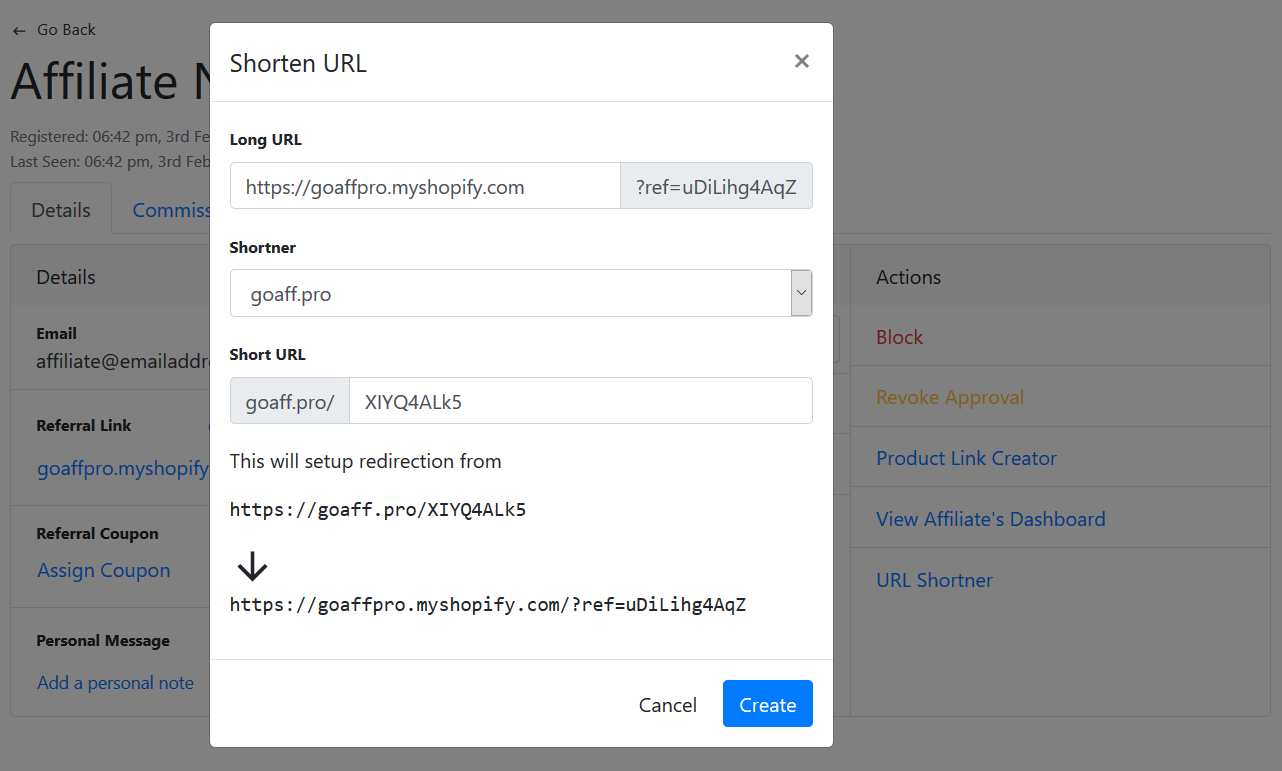 ← Go Back
Affiliate
Registered: 06:42 pm, 3rd Fe
Last Seen: 06:42 pm, 3rd Feb
Details
Commiss
Details
Email
affiliate@emailaddr
Referral Link
goaffpro.myshopify
Referral Coupon
Assign Coupon
Personal Message
Add a personal note
Shorten URL
×
Long URL
https://goaffpro.myshopify.com ?ref=uDiLihg4AqZ
Shortner
goaff.pro
Short URL
goaff.pro/ XIYQ4ALk5
This will setup redirection from
https://goaff.pro/XIYQ4ALk5
↓
https://goaffpro.myshopify.com/?ref=uDiLihg4AqZ
Cancel Create
Actions
Block
Revoke Approval
Product Link Creator
View Affiliate's Dashboard
URL Shortner